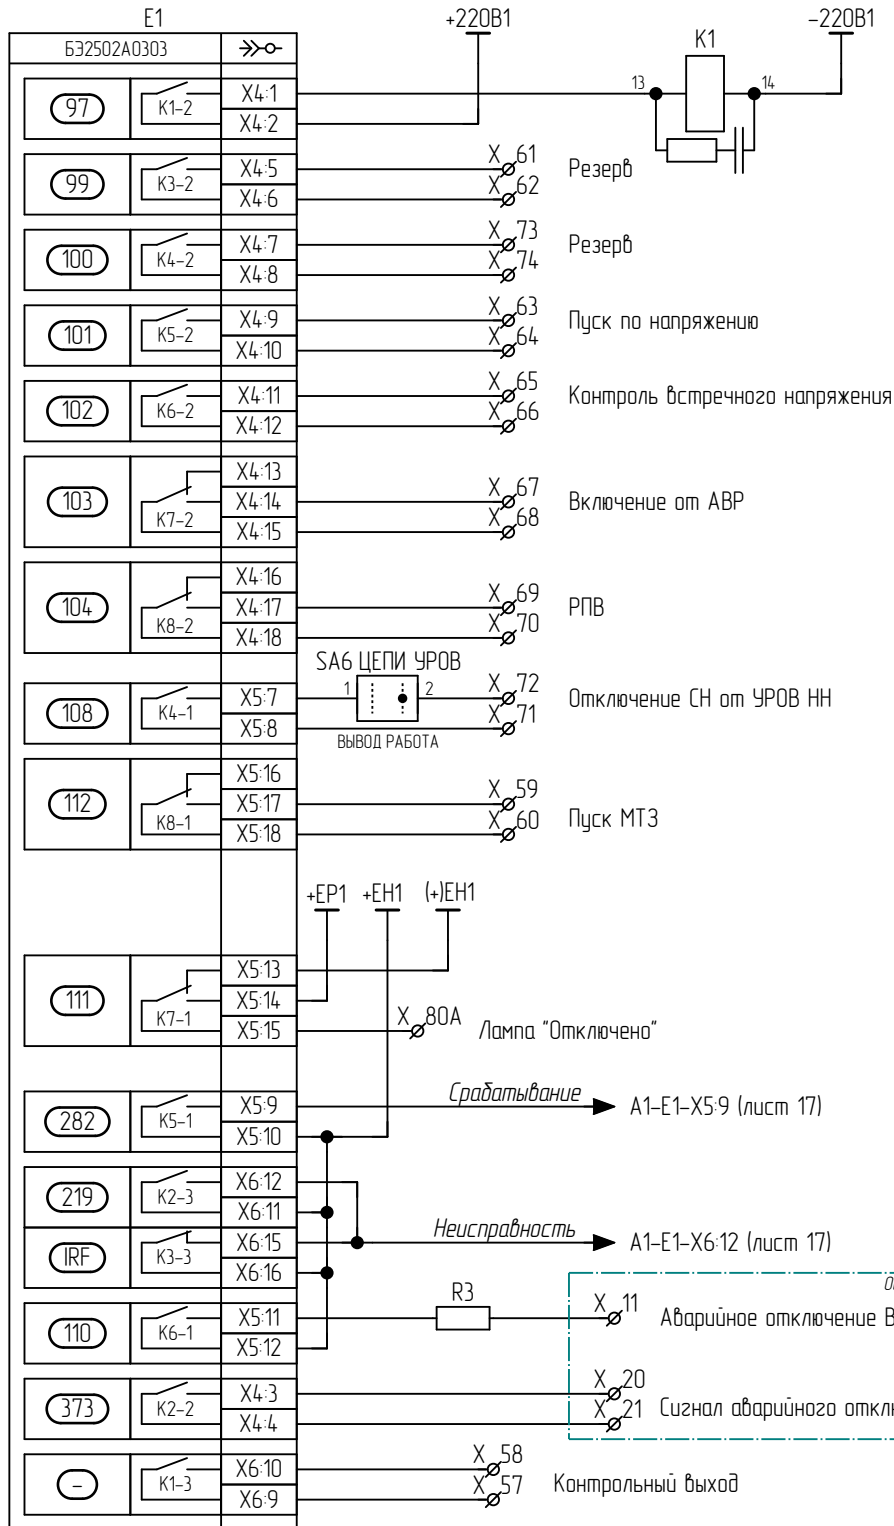 E1
+220В1
-220В1
БЭ2502А0303
K1
97
K1-2
X4:1
X4:2
13
14
99
K3-2
X4:5
X4:6
X 61
X 62
Резерв
100
K4-2
X4:7
X4:8
X 73
X 74
Резерв
101
K5-2
X4:9
X4:10
X 63
X 64
Пуск по напряжению
102
K6-2
X4:11
X4:12
X 65
X 66
Контроль встречного напряжения
103
K7-2
X4:13
X4:14
X4:15
X 67
X 68
Включение от АВР
104
K8-2
X4:16
X4:17
X4:18
X 69
X 70
РПВ
SA6 ЦЕПИ УРОВ
108
K4-1
X5:7
X5:8
1
2
ВЫВОД РАБОТА
X 72
X 71
Отключение СН от УРОВ НН
112
K8-1
X5:16
X5:17
X5:18
X 59
X 60
Пуск МТЗ
+EP1
+EH1
(+)EH1
111
K7-1
X5:13
X5:14
X5:15
X 80А
Лампа "Отключено"
282
K5-1
X5:9
X5:10
Срабатывание
A1-E1-X5:9 (лист 17)
219
K2-3
X6:12
X6:11
IRF
K3-3
X6:15
X6:16
Неисправность
A1-E1-X6:12 (лист 17)
110
K6-1
X5:11
X5:12
R3
X 11
Аварийное отключение
373
K2-2
X4:3
X4:4
X 20
X 21
Сигнал аварийного
-
K1-3
X6:10
X6:9
X 58
X 57
Контрольный выход